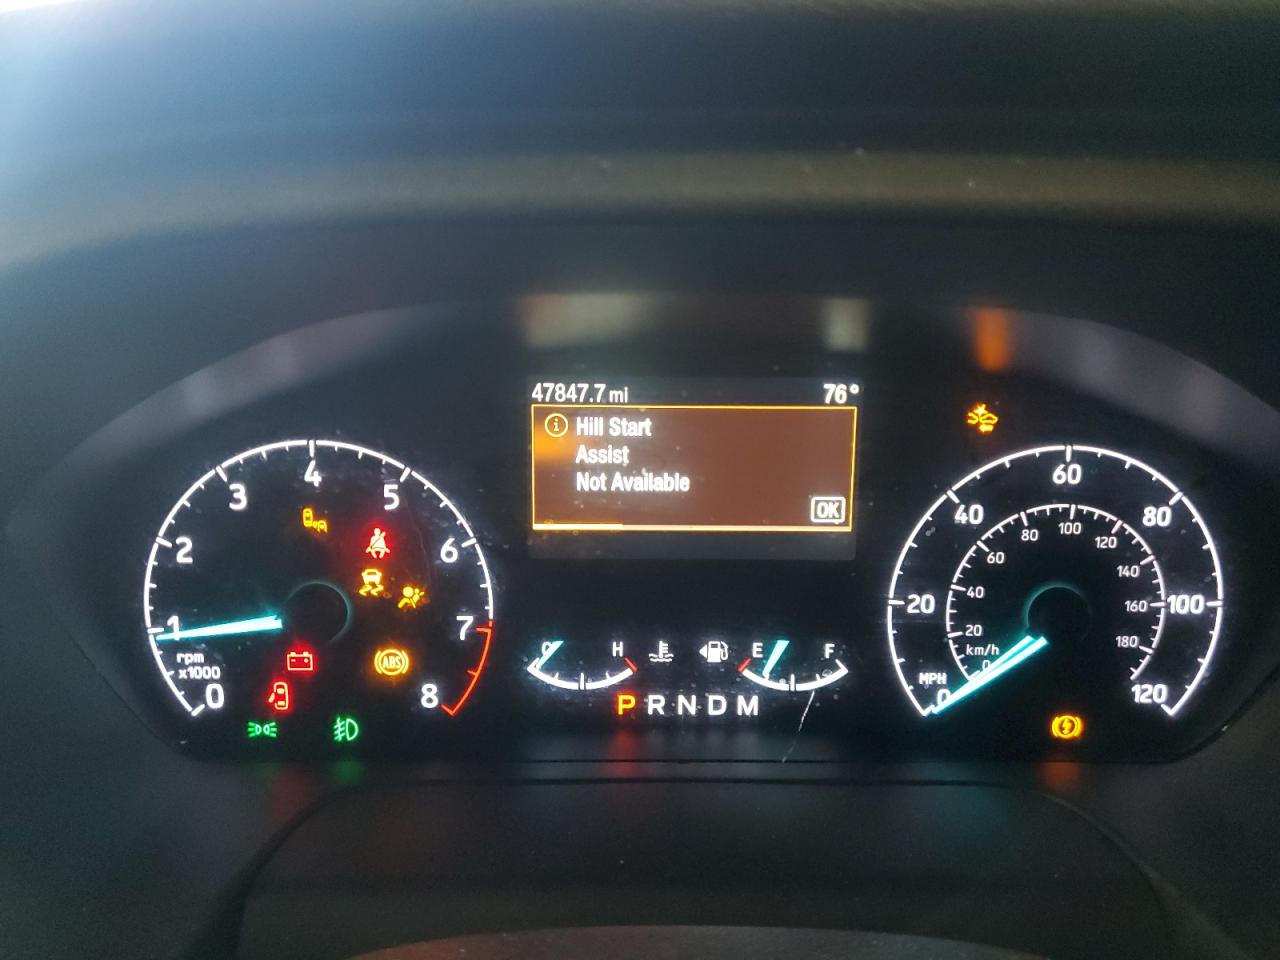 47847.7 mi 76°
i Hill Start
Assist
Not Available
OK
0 1 2 3 4 5 6 7 8
rpm
x1000
ABS
H
E F
P R N D M
0 20 40 60 80 100 120
MPH
0 20 40 60 80 100 120 140 160 180
km/h